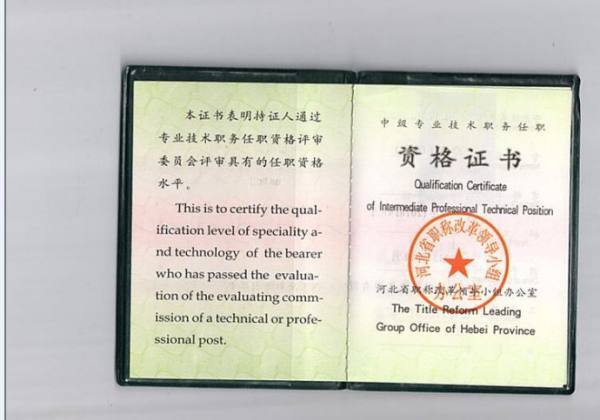 本证书表明持证人通过
专业技术职务任职资格评审
委员会评审具有的任职资格
水平。
This is to certify the qual-
ification level of speciality a-
nd technology of the bearer
who has passed the evalua-
tion of the evaluating comm-
ission of a technical or profe-
ssional post.
中级专业技术职务任职
资格证书
Qualification Certificate
of Intermediate Professional Technical Position
河北省职称改革领导小组
办公室
河北省职称改革领导小组办公室
The Title Reform Leading
Group Office of Hebei Province